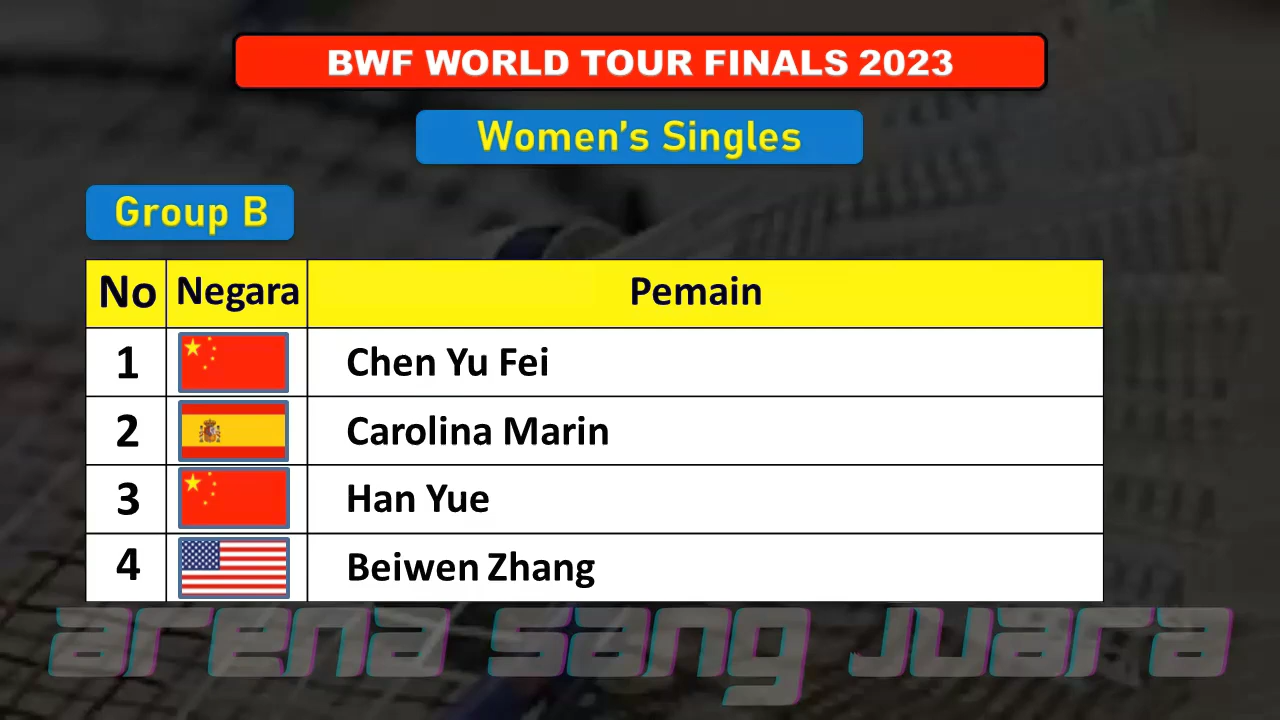 BWF WORLD TOUR FINALS 2023
Women's Singles
Group B
No Negara Pemain
1 Chen Yu Fei
2 Carolina Marin
3 Han Yue
4 Beiwen Zhang
arena sang juara